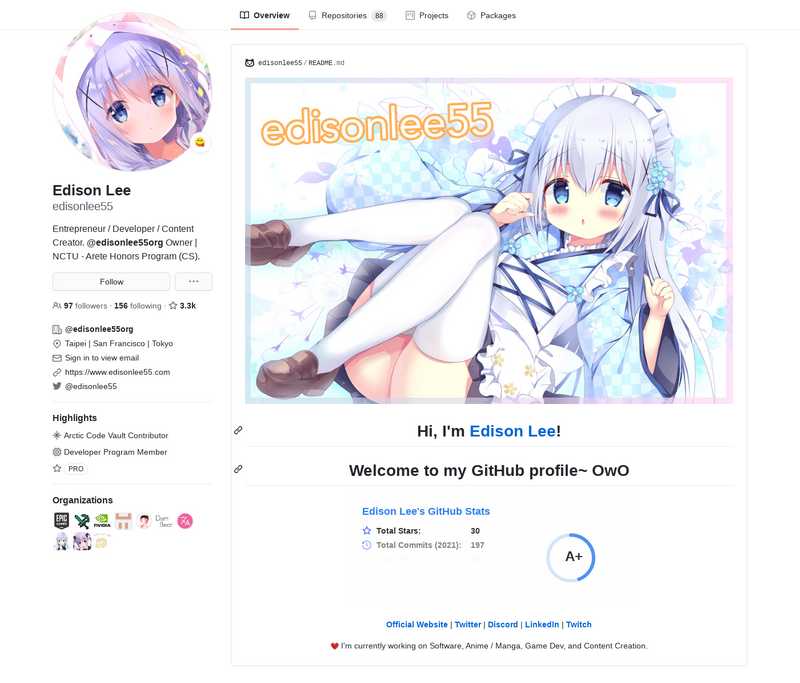 Overview
Repositories 88
Projects
Packages
edisonlee55 / README.md
edisonlee55
Edison Lee
edisonlee55
Entrepreneur / Developer / Content
Creator. @edisonlee55org Owner |
NCTU - Arete Honors Program (CS).
Follow
97 followers · 156 following · 3.3k
@edisonlee55org
Taipei | San Francisco | Tokyo
Sign in to view email
https://www.edisonlee55.com
@edisonlee55
Highlights
Arctic Code Vault Contributor
Developer Program Member
PRO
Organizations
EPIC
NVIDIA
Hi, I'm Edison Lee!
Welcome to my GitHub profile~ OwO
Edison Lee's GitHub Stats
Total Stars: 30
Total Commits (2021): 197
A+
Official Website | Twitter | Discord | LinkedIn | Twitch
I'm currently working on Software, Anime / Manga, Game Dev, and Content Creation.